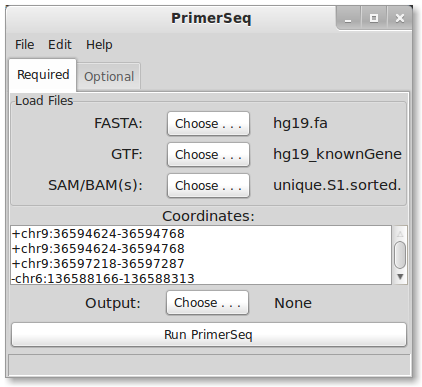 PrimerSeq
File Edit Help
Required Optional
Load Files
FASTA: Choose . . . hg19.fa
GTF: Choose . . . hg19_knownGene
SAM/BAM(s): Choose . . . unique.S1.sorted.
Coordinates:
+chr9:36594624-36594768
+chr9:36594624-36594768
+chr9:36597218-36597287
-chr6:136588166-136588313
Output: Choose . . . None
Run PrimerSeq